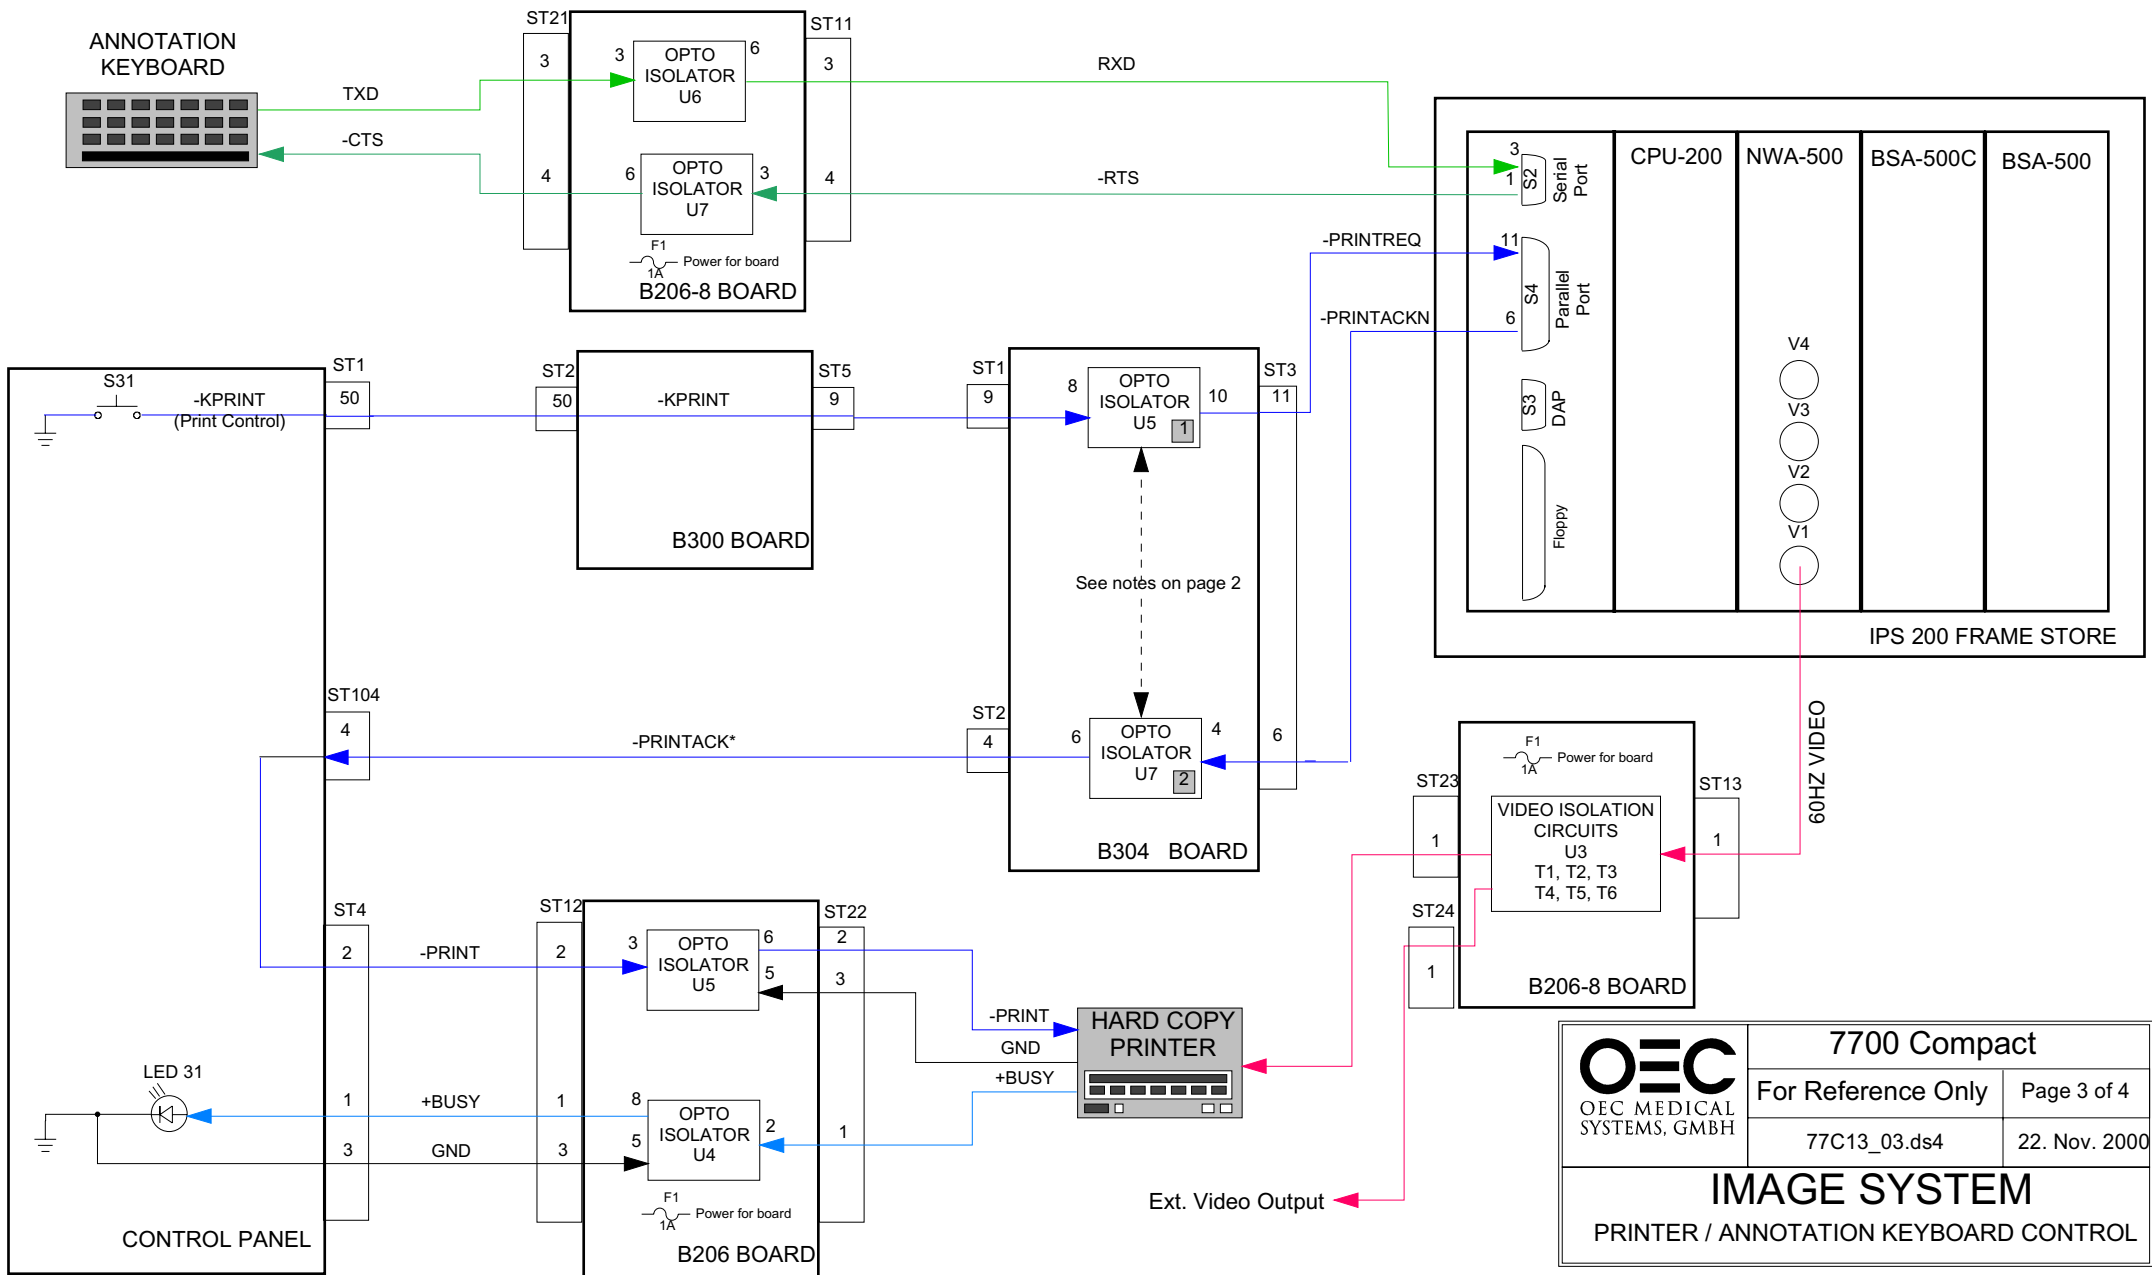 ANNOTATION
KEYBOARD
TXD
-CTS
ST21
3
4
3
OPTO
ISOLATOR
U6
6
6
OPTO
ISOLATOR
U7
3
F1
1A
Power for board
B206-8 BOARD
ST11
3
4
RXD
-RTS
-PRINTREQ
-PRINTACKN
3
1
S2
Serial
Port
11
6
S4
Parallel
Port
S3
DAP
Floppy
CPU-200
NWA-500
BSA-500C
BSA-500
V4
V3
V2
V1
IPS 200 FRAME STORE
S31
-KPRINT
(Print Control)
ST1
50
ST2
50
-KPRINT
ST5
9
B300 BOARD
ST1
9
8
OPTO
ISOLATOR
U5
1
10
ST3
11
See notes on page 2
ST104
4
-PRINTACK*
ST2
4
6
OPTO
ISOLATOR
U7
2
4
6
B304 BOARD
60HZ VIDEO
F1
1A
Power for board
ST23
1
VIDEO ISOLATION
CIRCUITS
U3
T1, T2, T3
T4, T5, T6
ST13
1
ST24
1
B206-8 BOARD
ST4
2
-PRINT
ST12
2
3
OPTO
ISOLATOR
U5
6
5
ST22
2
3
-PRINT
GND
+BUSY
HARD COPY
PRINTER
LED 31
1
+BUSY
1
8
OPTO
ISOLATOR
U4
2
1
3
GND
3
5
F1
1A
Power for board
B206 BOARD
CONTROL PANEL
Ext. Video Output
OEC
OEC MEDICAL
SYSTEMS, GMBH
7700 Compact
For Reference Only
Page 3 of 4
77C13_03.ds4
22. Nov. 2000
IMAGE SYSTEM
PRINTER / ANNOTATION KEYBOARD CONTROL